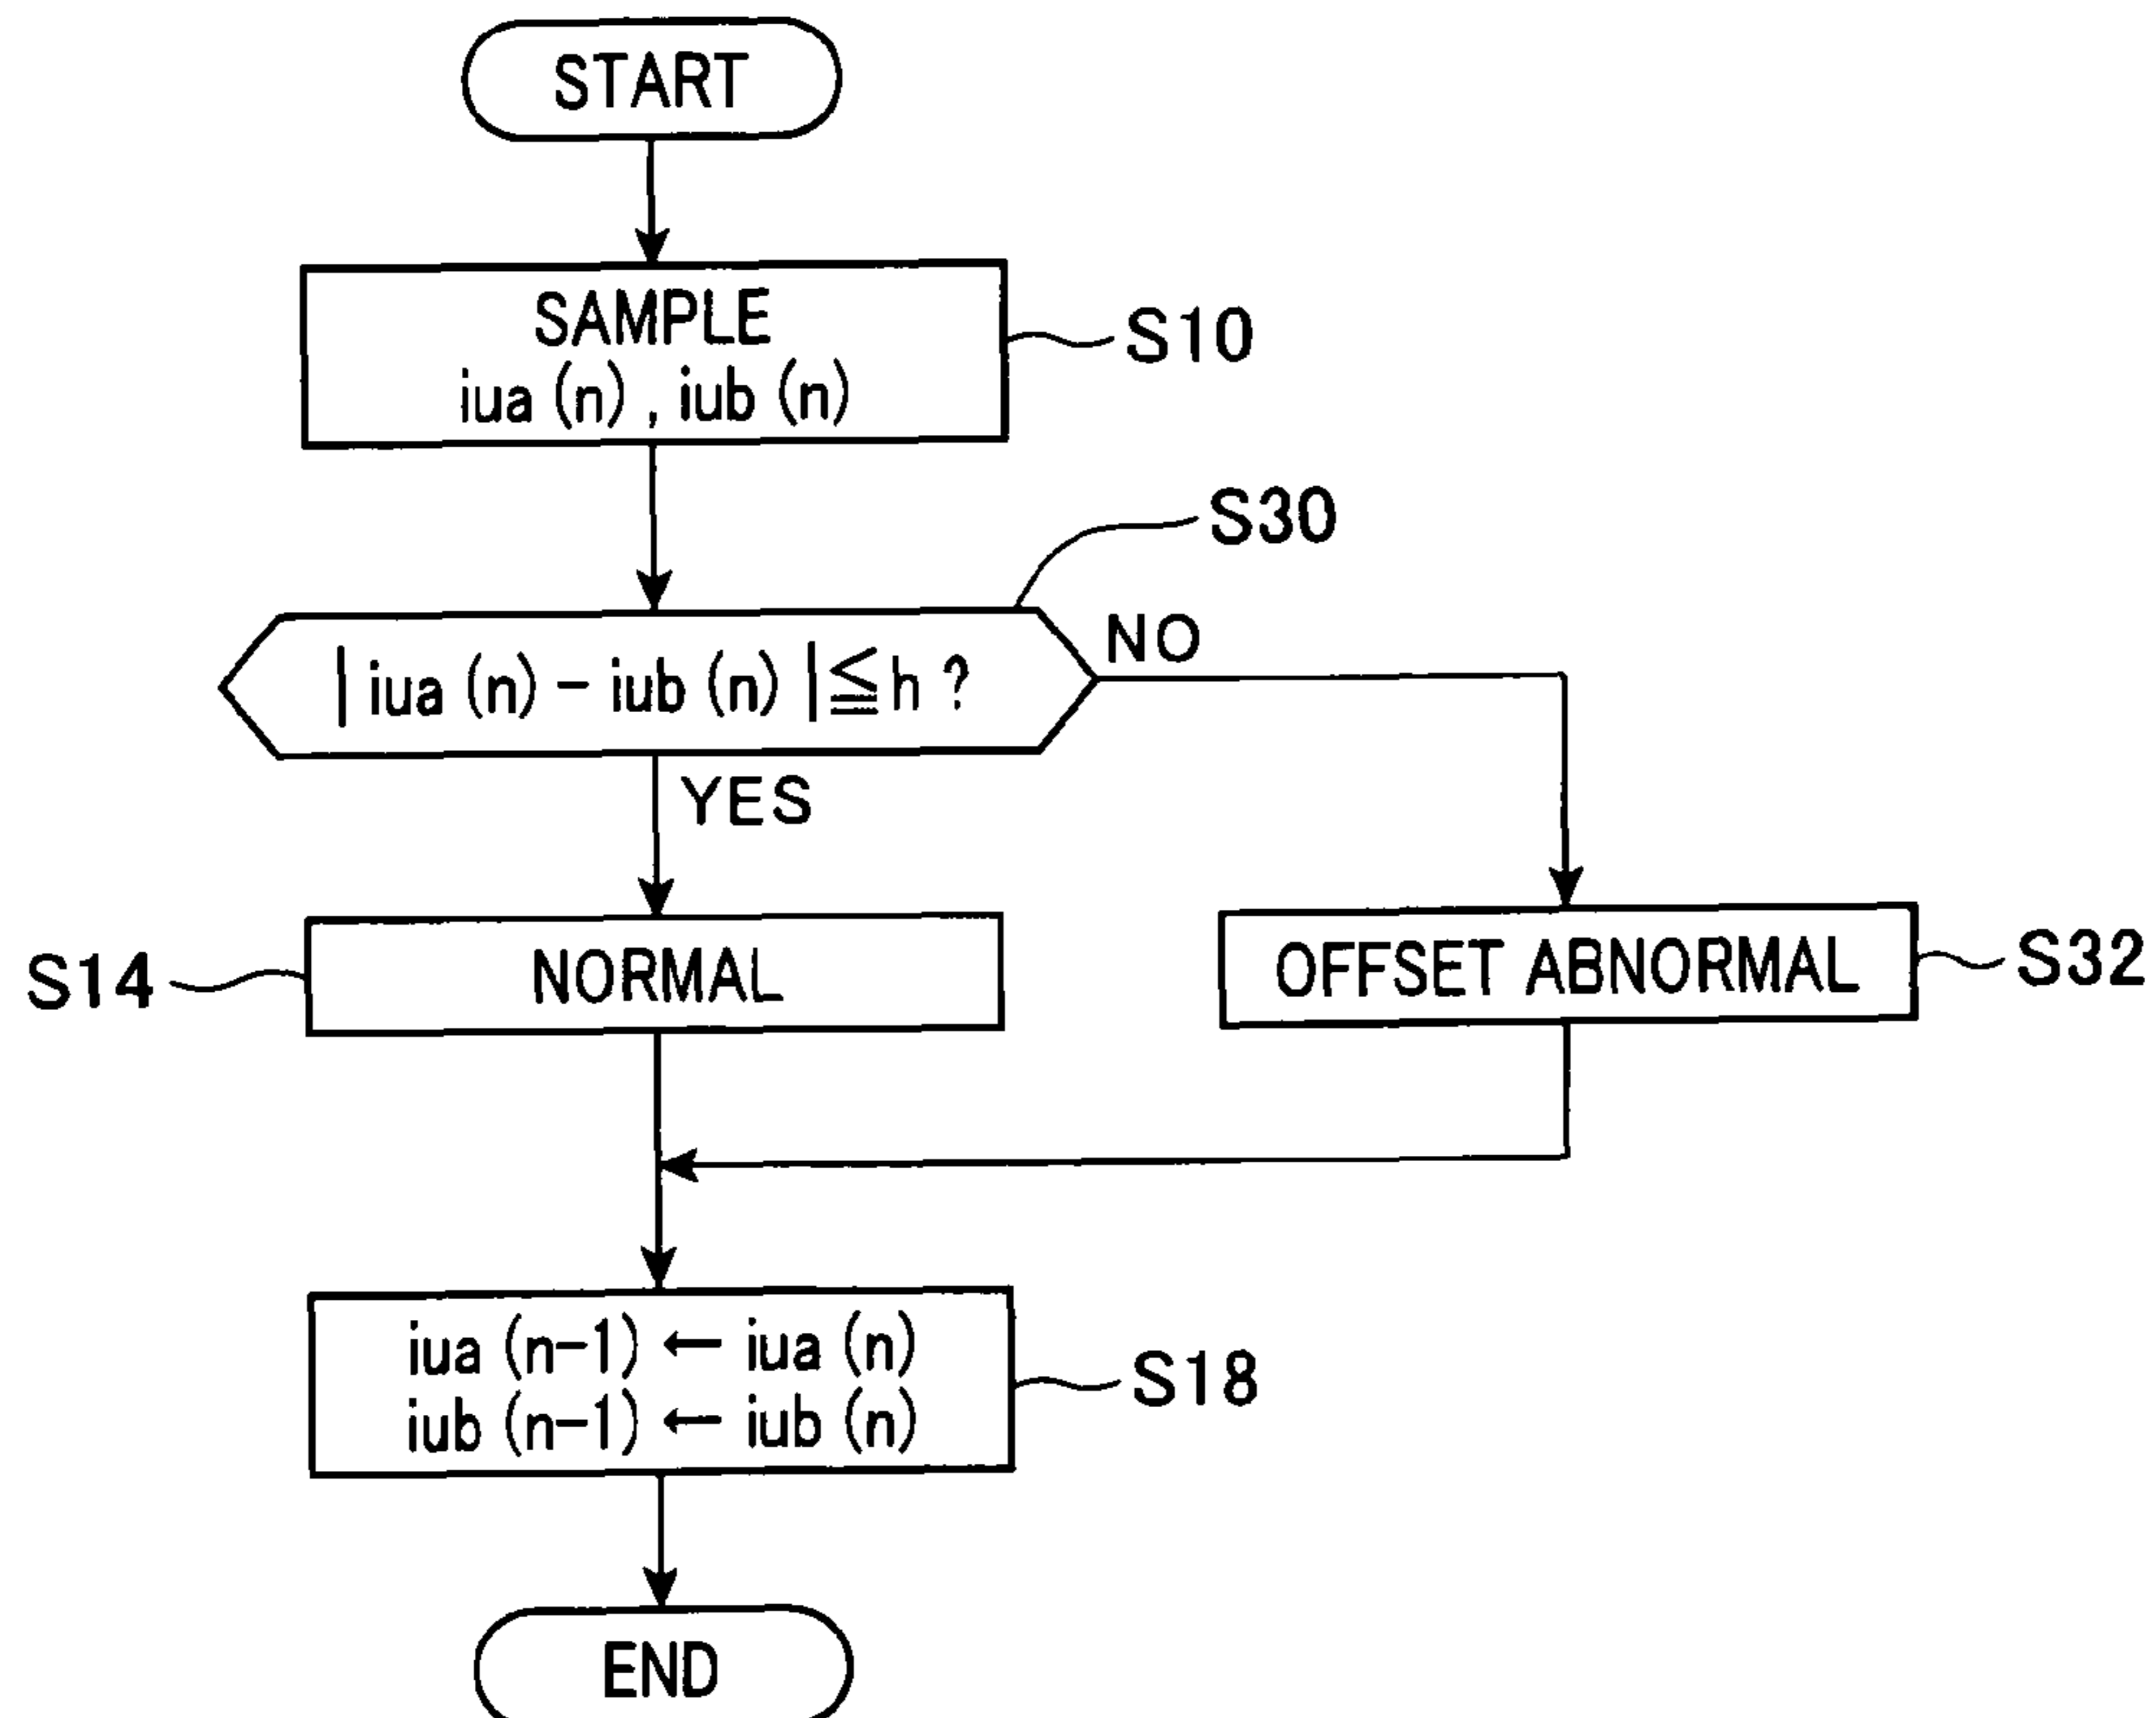 START
SAMPLE
iua (n) , iub (n)
S10
S30
| iua (n) − iub (n) | ≦ h ?
NO
YES
S14
NORMAL
OFFSET ABNORMAL
S32
iua (n−1) ← iua (n)
iub (n−1) ← iub (n)
S18
END